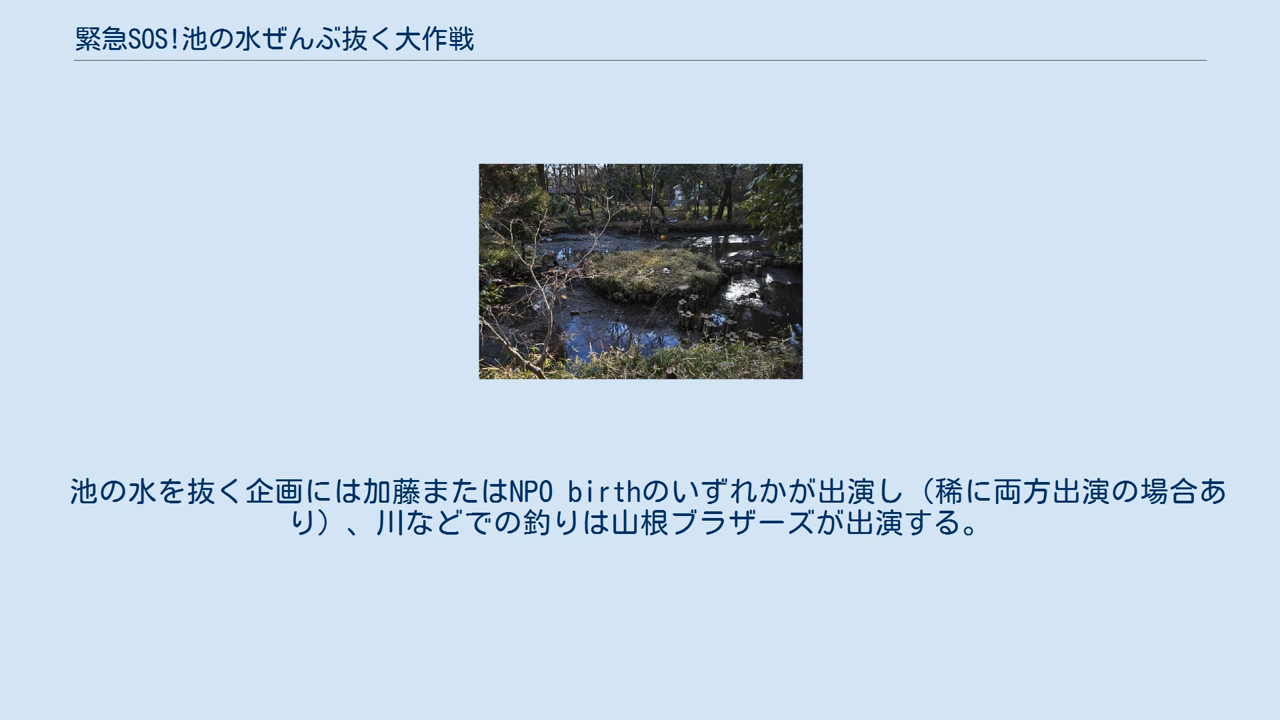 緊急SOS!池の水ぜんぶ抜く大作戦
池の水を抜く企画には加藤またはNPO birthのいずれかが出演し（稀に両方出演の場合あ
り）、川などでの釣りは山根ブラザーズが出演する。